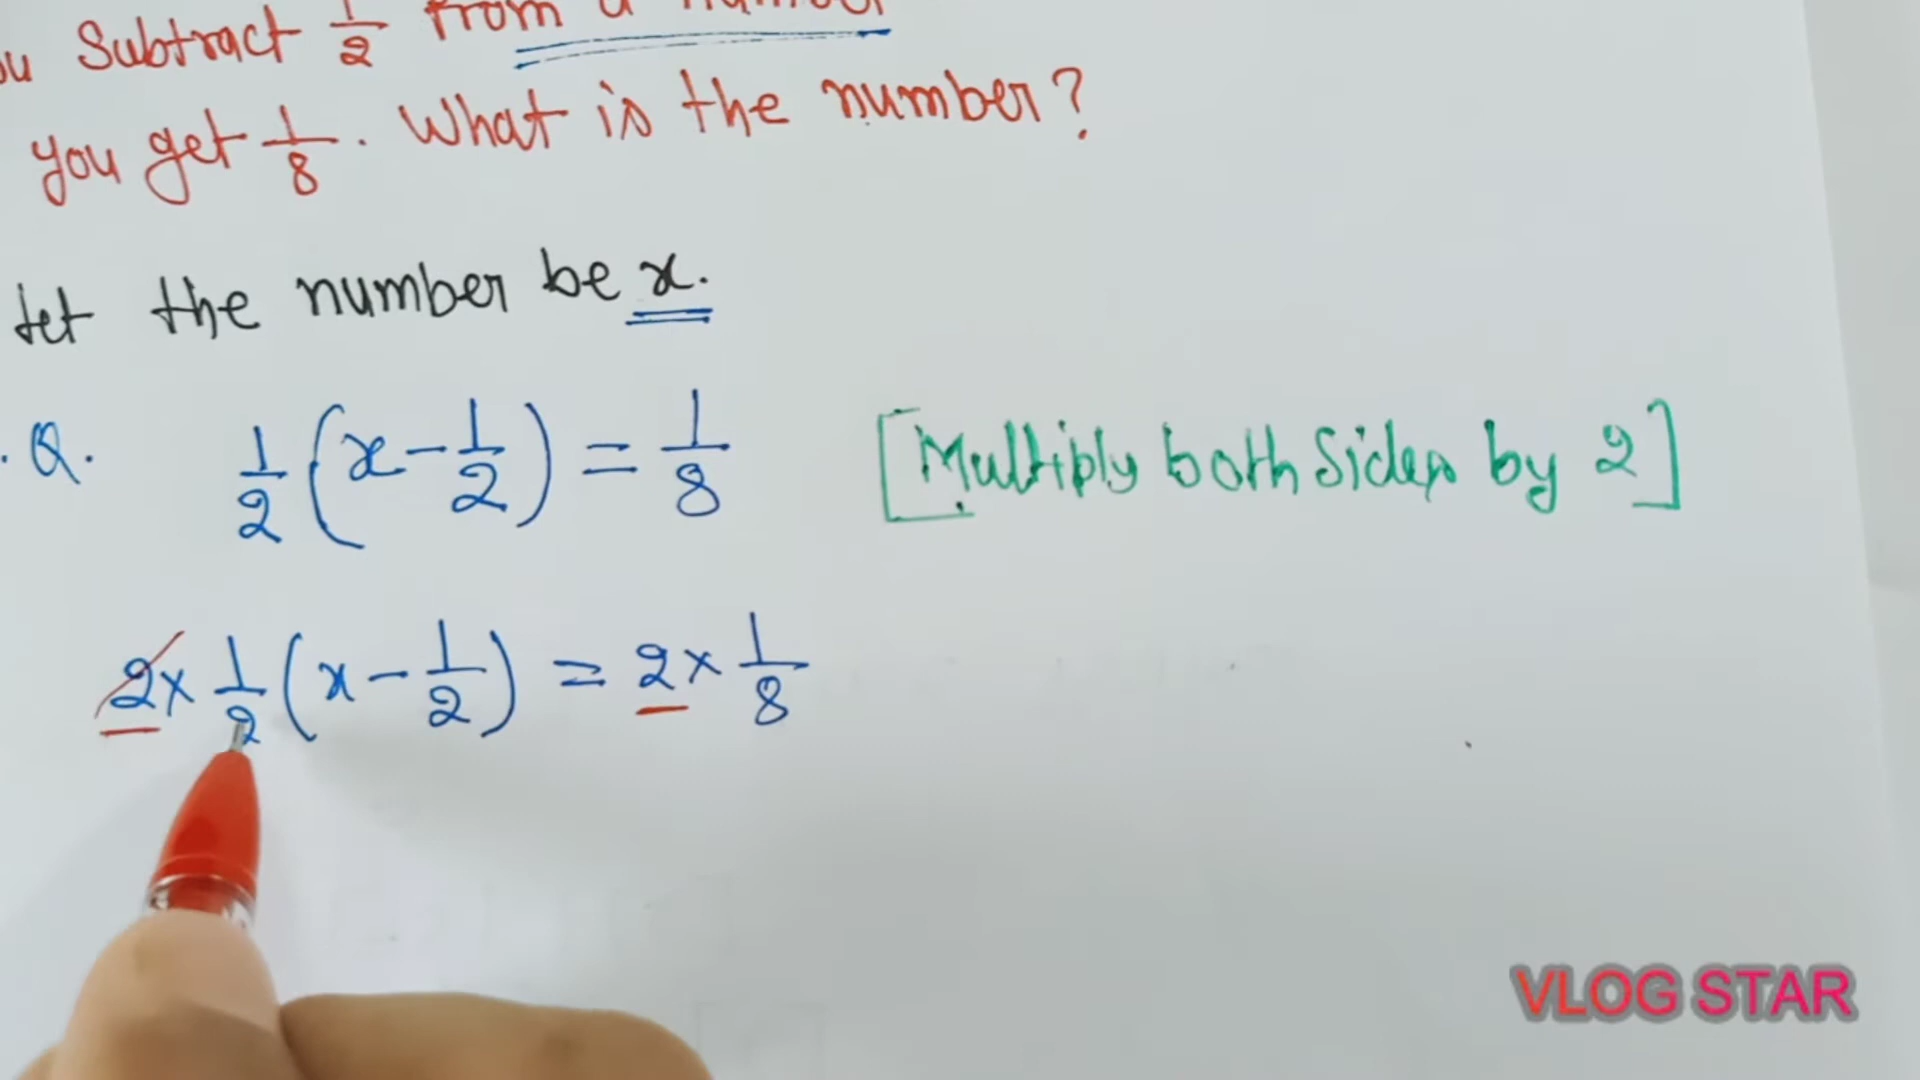 Subtract 1/2 from a number
you get 1/8. What is the number?
Let the number be x.
Q. 1/2 (x - 1/2) = 1/8 [Multiply both Sides by 2]
2 × 1/2 (x - 1/2) = 2 × 1/8
VLOG STAR